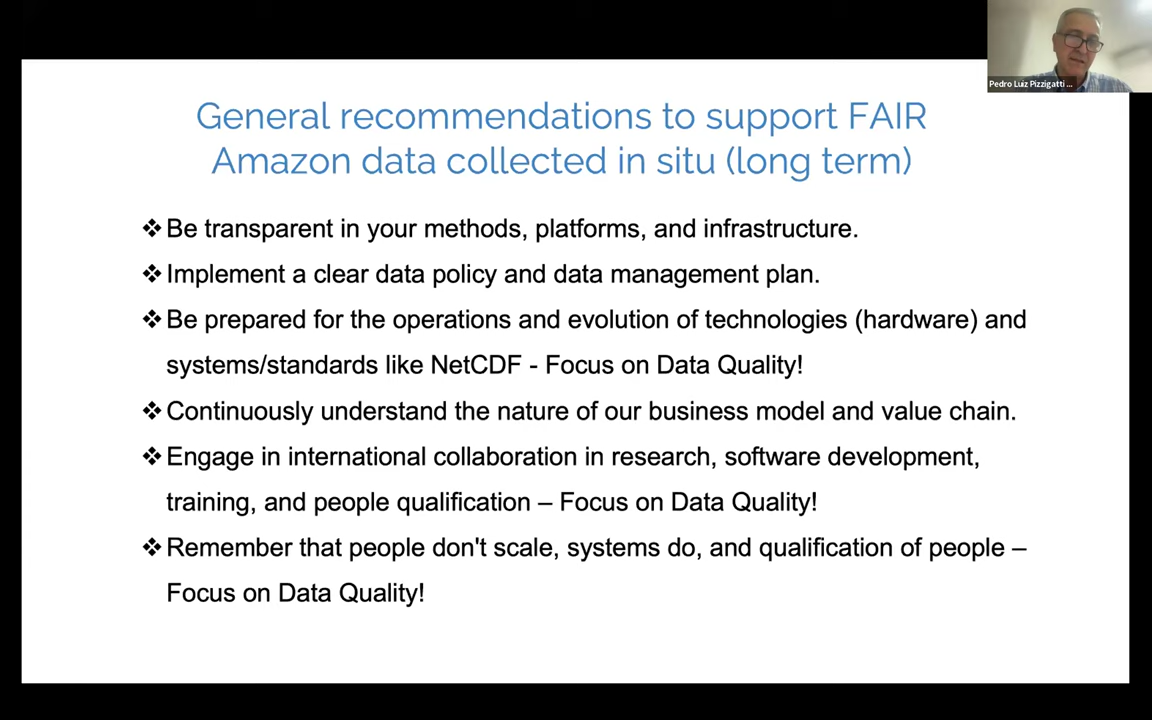 Pedro Luiz Pizzigatti ...
General recommendations to support FAIR
Amazon data collected in situ (long term)
❖Be transparent in your methods, platforms, and infrastructure.
❖Implement a clear data policy and data management plan.
❖Be prepared for the operations and evolution of technologies (hardware) and
systems/standards like NetCDF - Focus on Data Quality!
❖Continuously understand the nature of our business model and value chain.
❖Engage in international collaboration in research, software development,
training, and people qualification – Focus on Data Quality!
❖Remember that people don't scale, systems do, and qualification of people –
Focus on Data Quality!